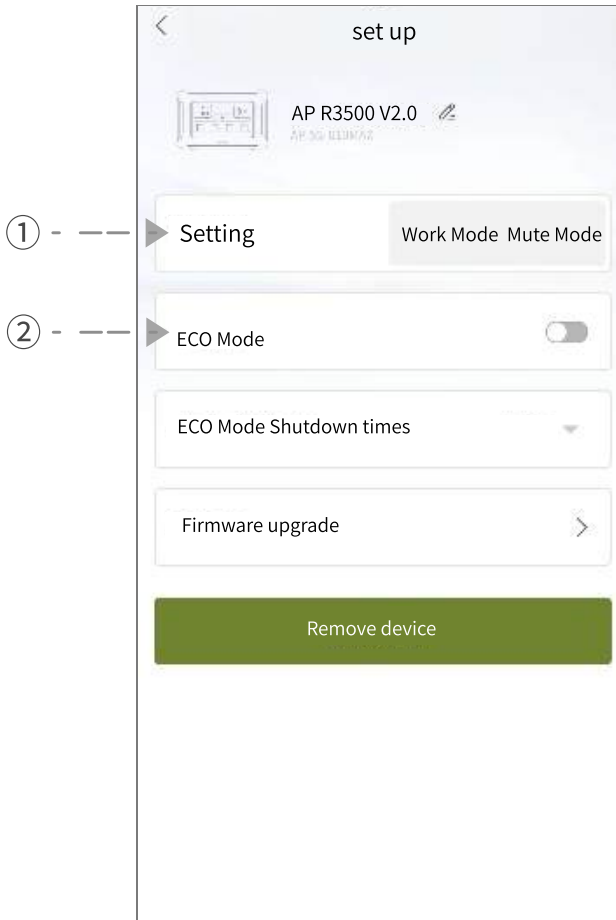 set up
AP R3500 V2.0
① Setting Work Mode Mute Mode
② ECO Mode
ECO Mode Shutdown times
Firmware upgrade
Remove device